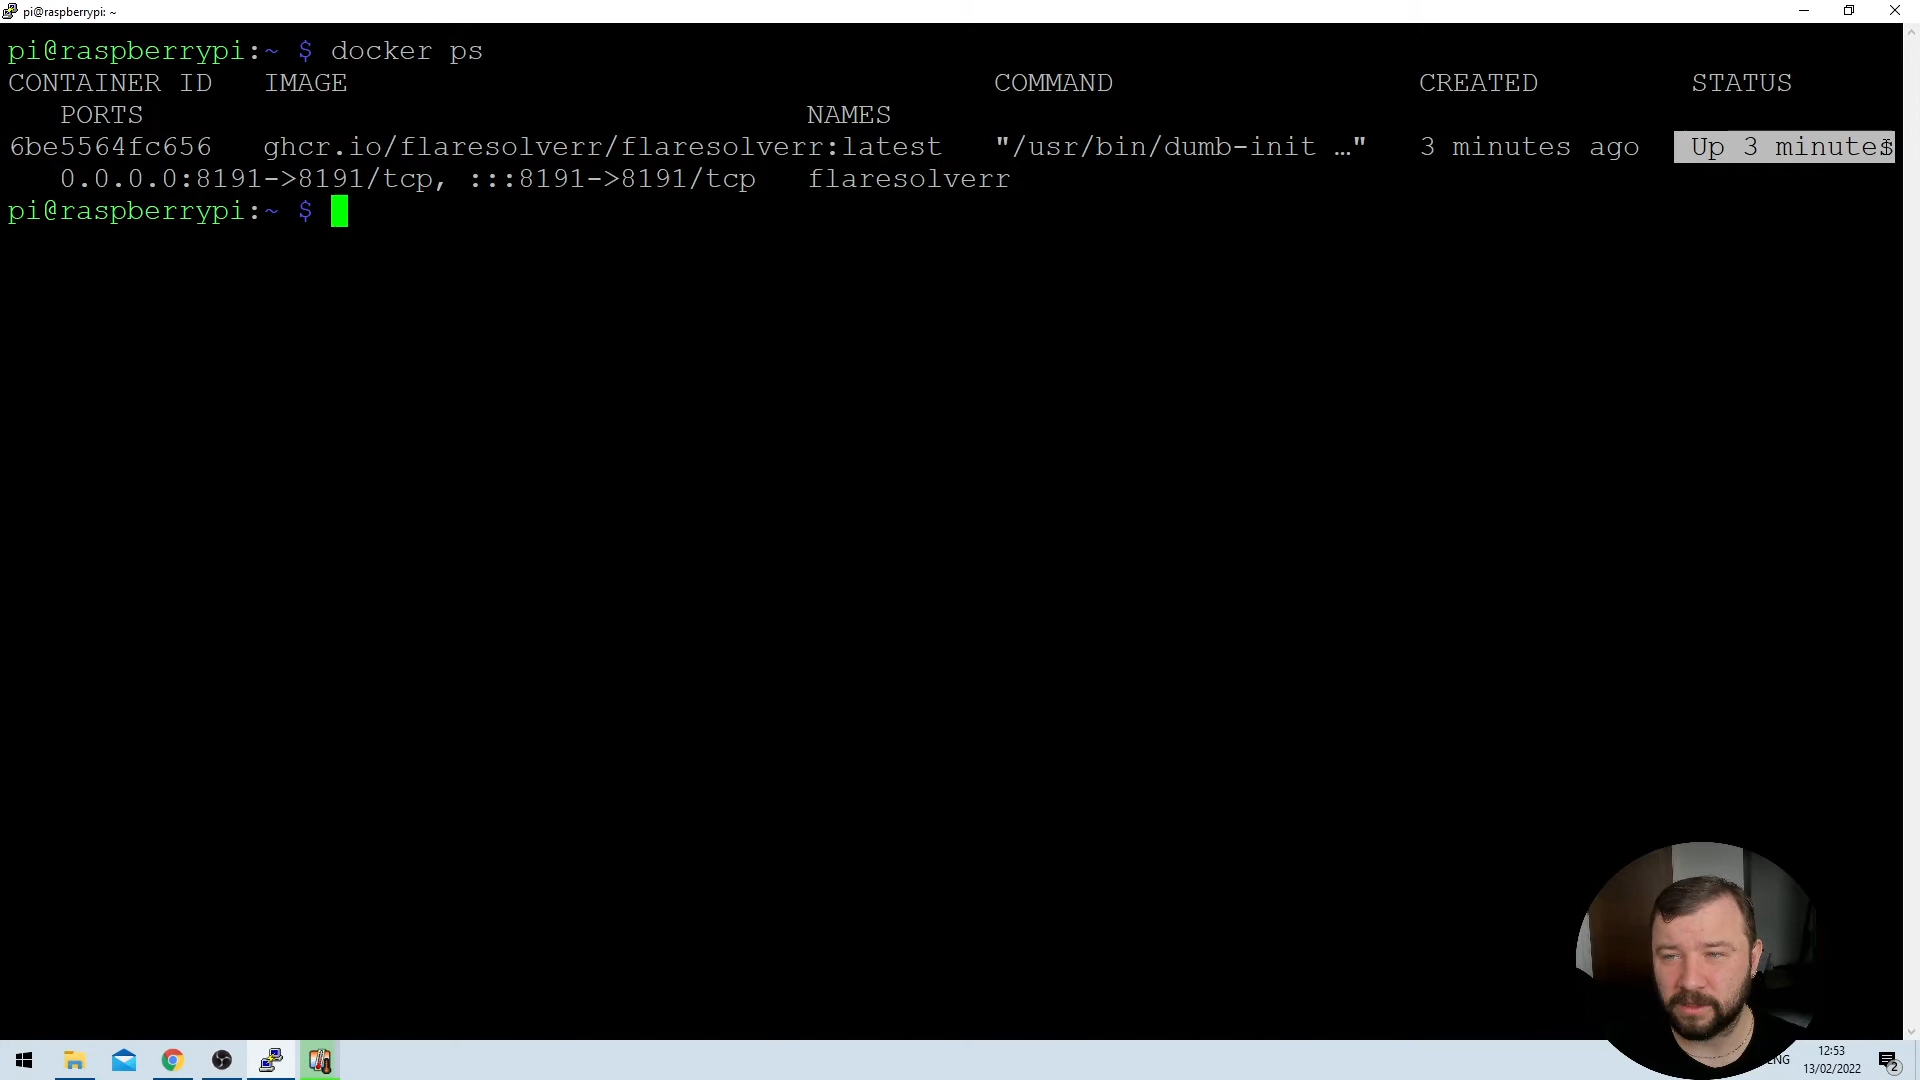 pi@raspberrypi: ~
pi@raspberrypi:~ $ docker ps
CONTAINER ID IMAGE COMMAND CREATED STATUS
PORTS NAMES
6be5564fc656 ghcr.io/flaresolverr/flaresolverr:latest "/usr/bin/dumb-init …" 3 minutes ago Up 3 minutes
0.0.0.0:8191->8191/tcp, :::8191->8191/tcp flaresolverr
pi@raspberrypi:~ $
ENG
12:53
13/02/2022
2